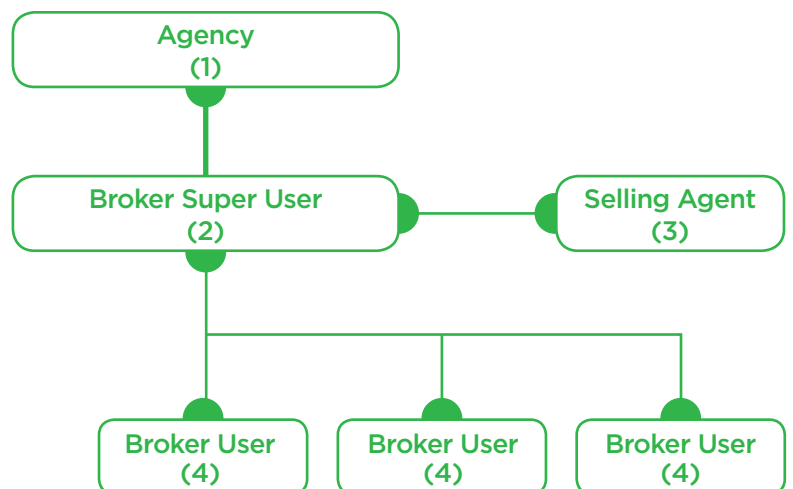 Agency
(1)
Broker Super User
(2)
Selling Agent
(3)
Broker User
(4)
Broker User
(4)
Broker User
(4)